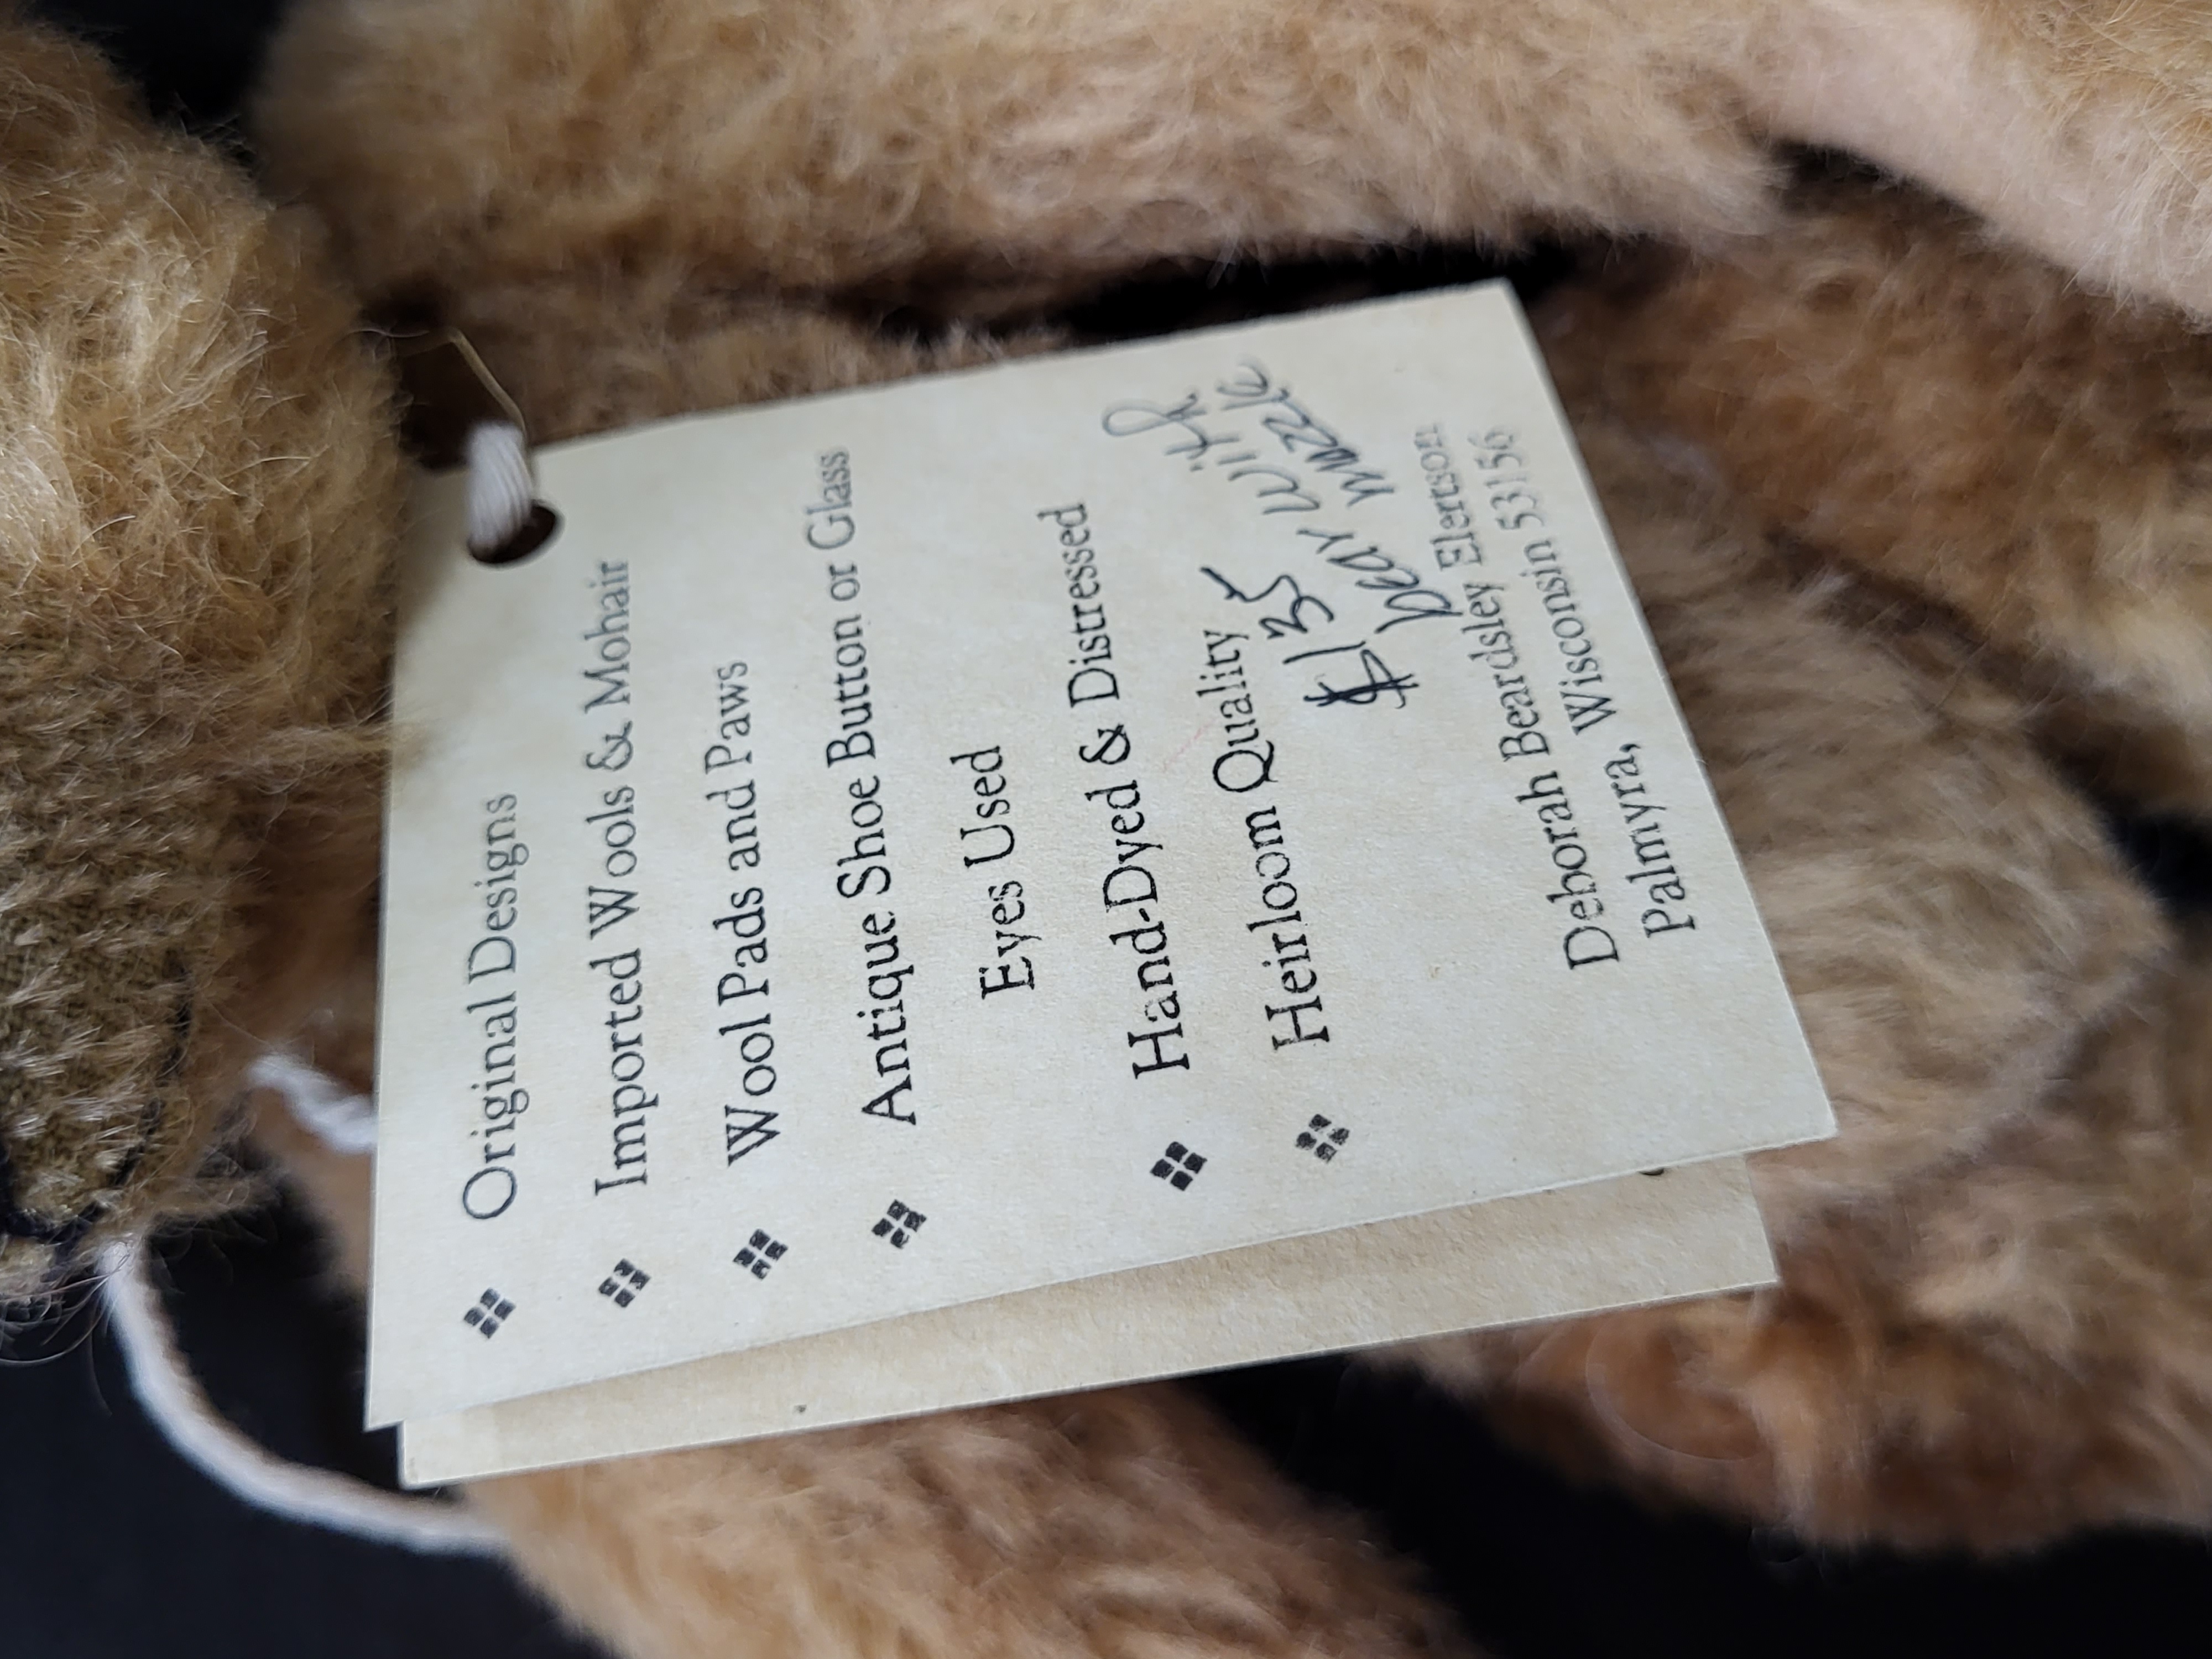 Original Designs
Imported Wools & Mohair
Wool Pads and Paws
Antique Shoe Button or Glass
Eyes Used
Hand-Dyed & Distressed
Heirloom Quality
$135 with
bear muzzle
Deborah Beardsley Elertson
Palmyra, Wisconsin 53156